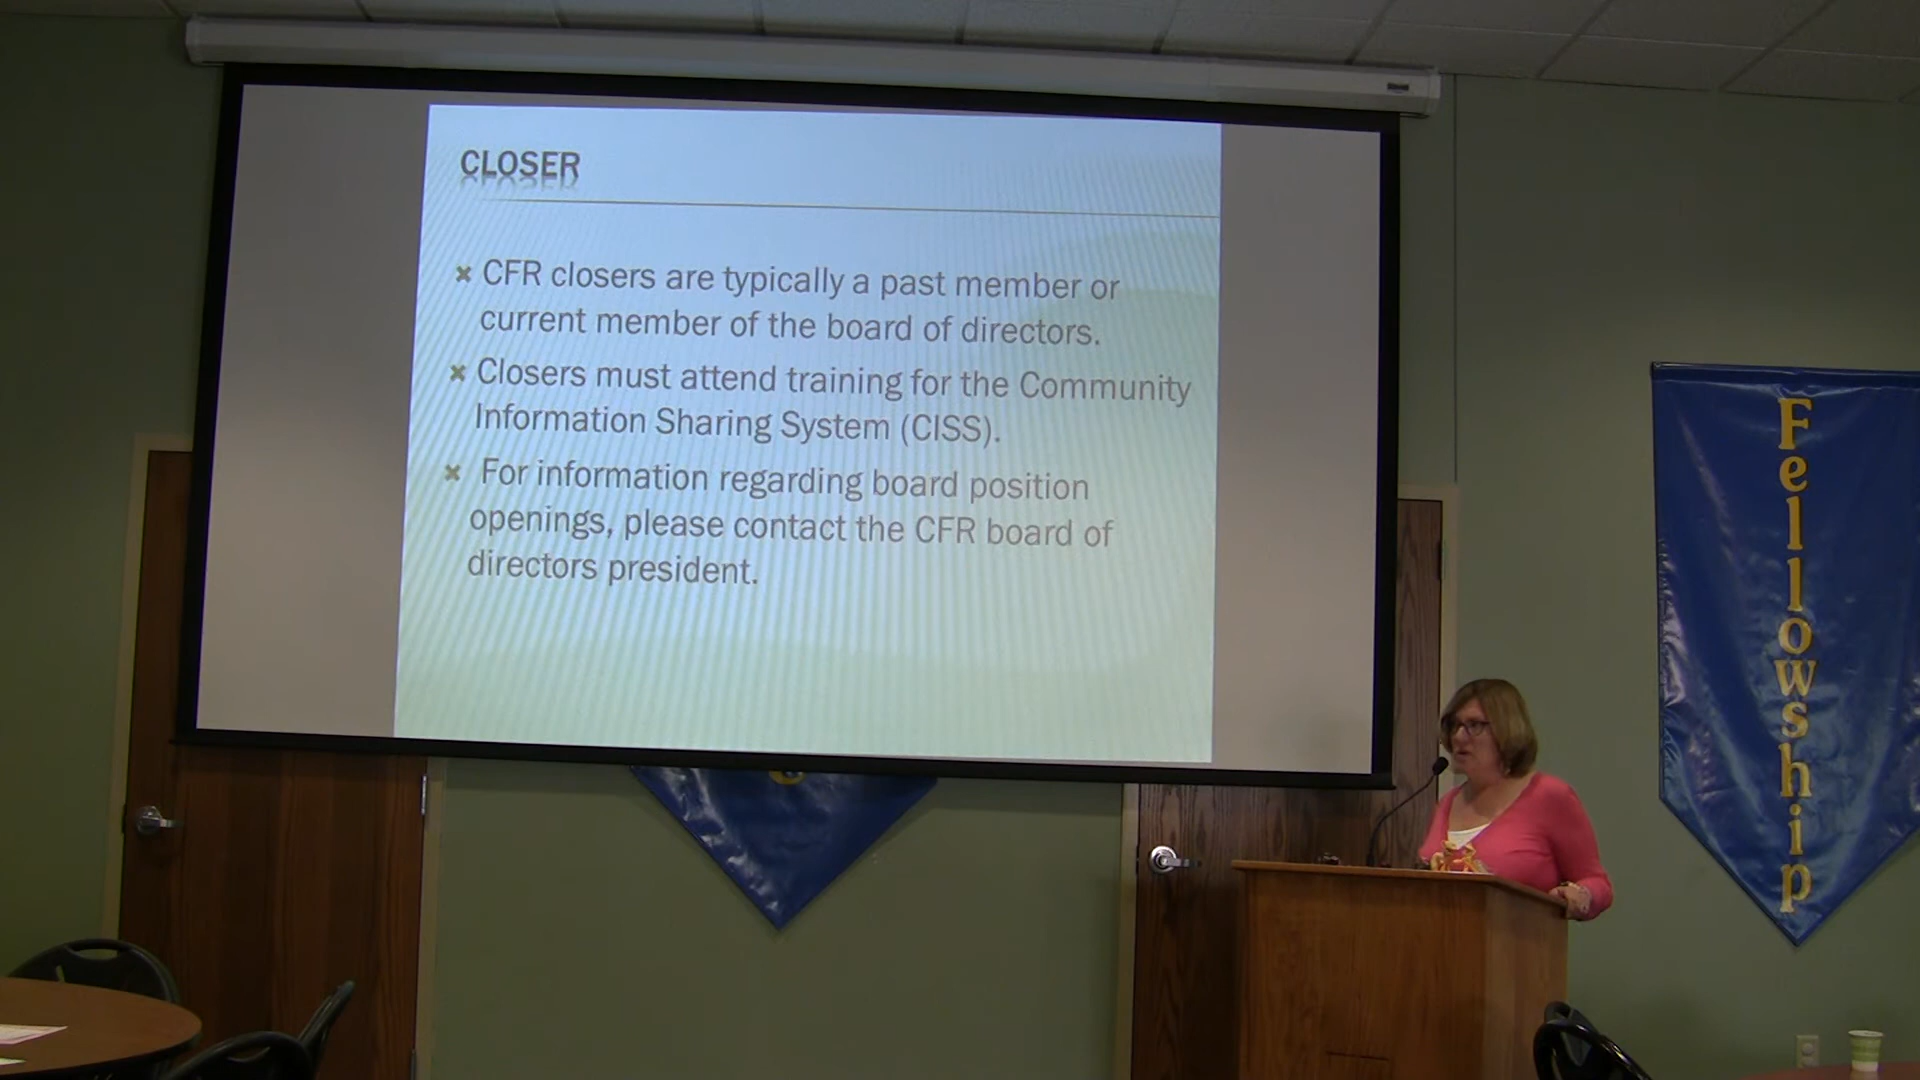 CLOSER
CFR closers are typically a past member or
current member of the board of directors.
Closers must attend training for the Community
Information Sharing System (CISS).
For information regarding board position
openings, please contact the CFR board of
directors president.
Fellowship